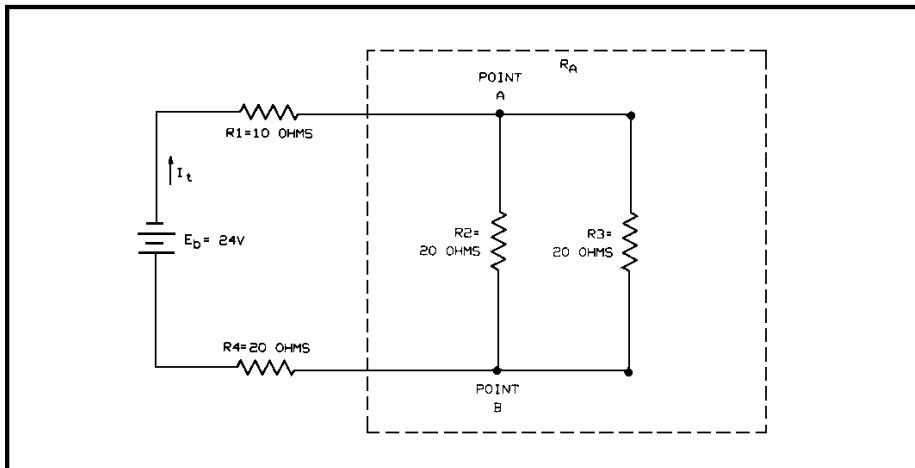 R_A
POINT
A
R1=10 OHMS
I_t
E_b= 24V
R2=
20 OHMS
R3=
20 OHMS
R4=20 OHMS
POINT
B